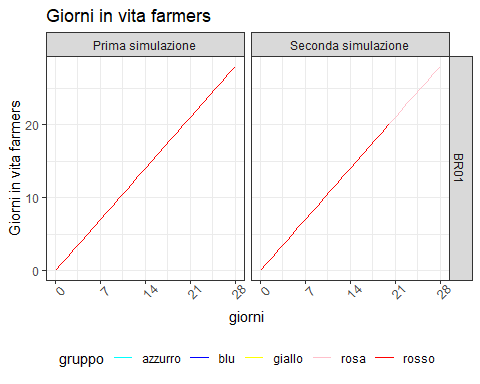 Giorni in vita farmers
Prima simulazione
Seconda simulazione
Giorni in vita farmers
20
10
0
BR01
0 7 14 21 28
0 7 14 21 28
giorni
gruppo azzurro blu giallo rosa rosso